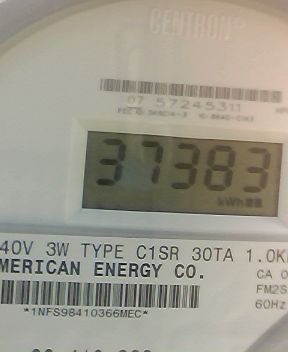 CENTRON
07 57245311
37383
kWh
40V 3W TYPE C1SR 30TA 1.0K
MERICAN ENERGY CO.
CA 0
FM2S
60Hz
*1NFS98410366MEC*